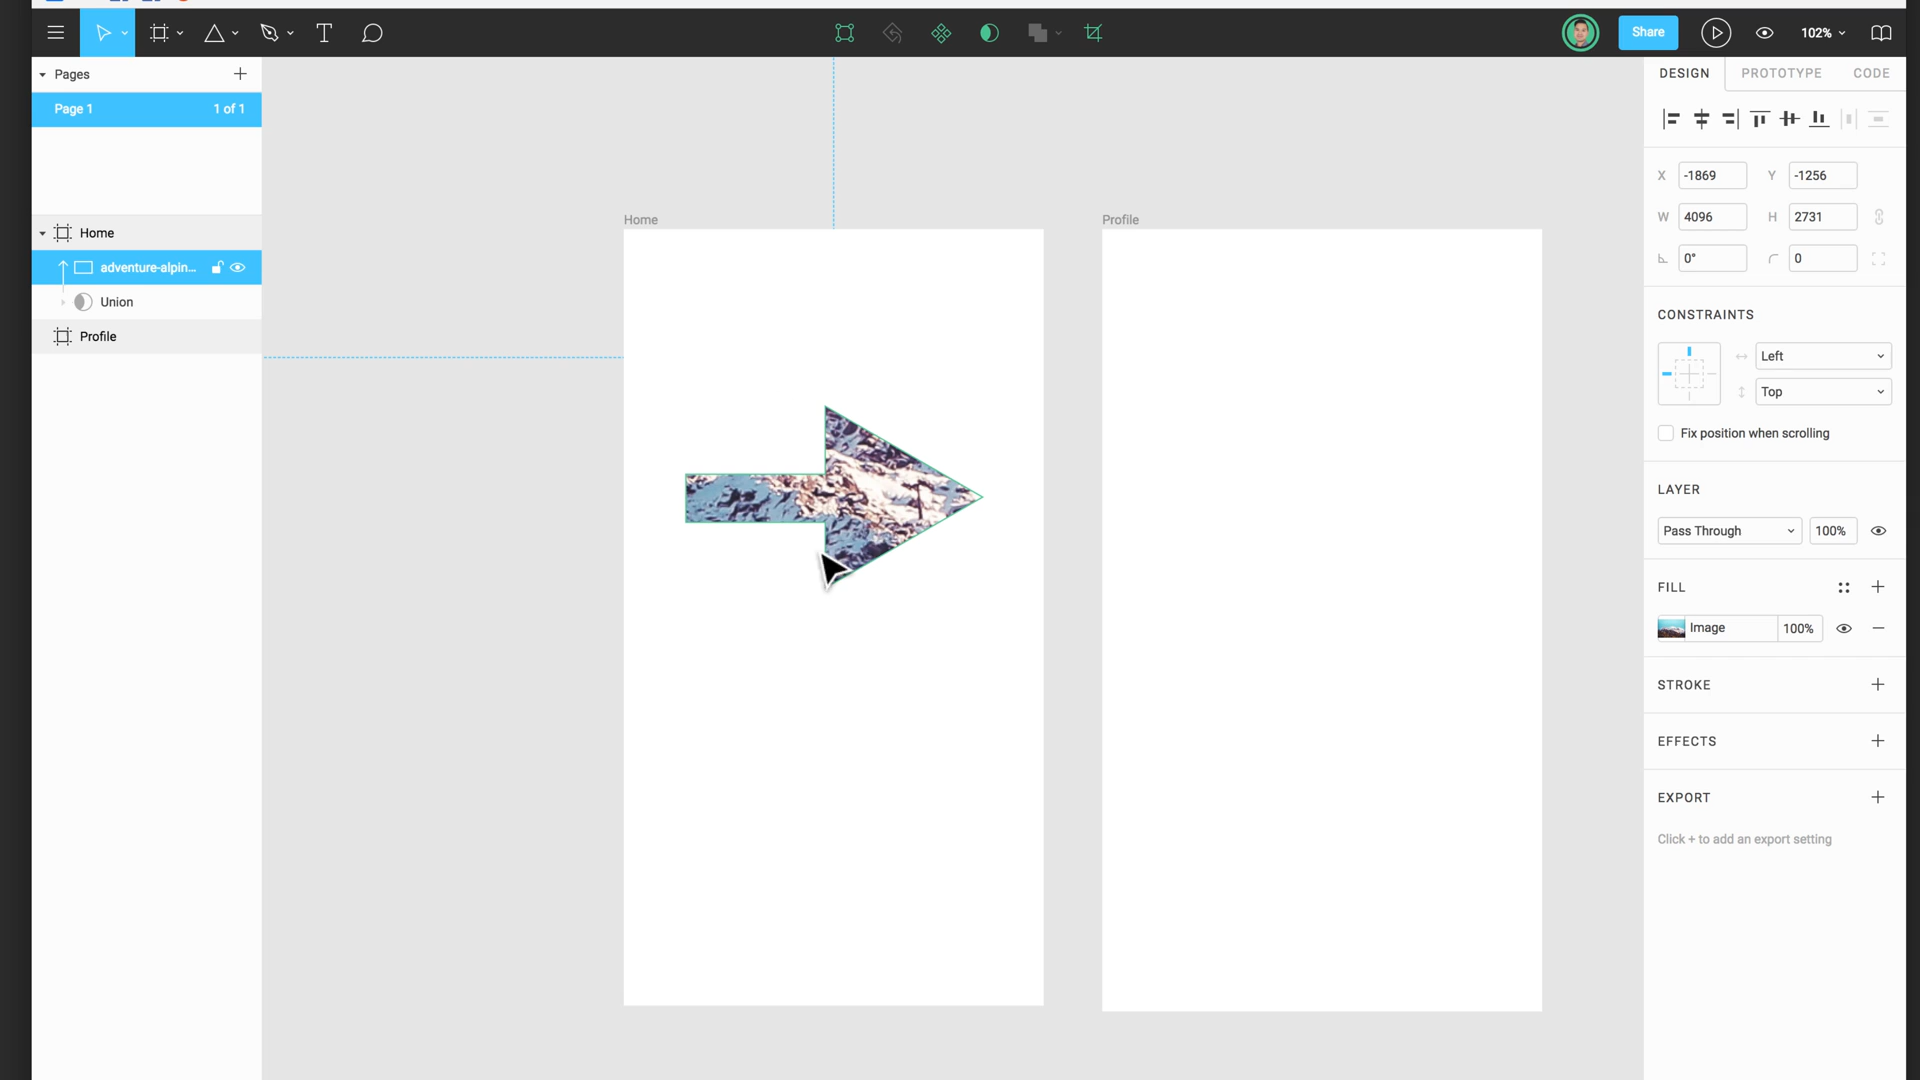 Share
102%
Pages
Page 1
1 of 1
Home
adventure-alpin...
Union
Profile
Home
Profile
DESIGN
PROTOTYPE
CODE
X
-1869
Y
-1256
W
4096
H
2731
0°
0
CONSTRAINTS
Left
Top
Fix position when scrolling
LAYER
Pass Through
100%
FILL
Image
100%
STROKE
EFFECTS
EXPORT
Click + to add an export setting